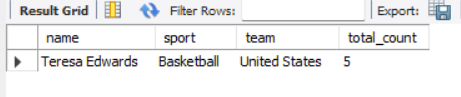 Result Grid Filter Rows: Export:
name sport team total_count
Teresa Edwards Basketball United States 5